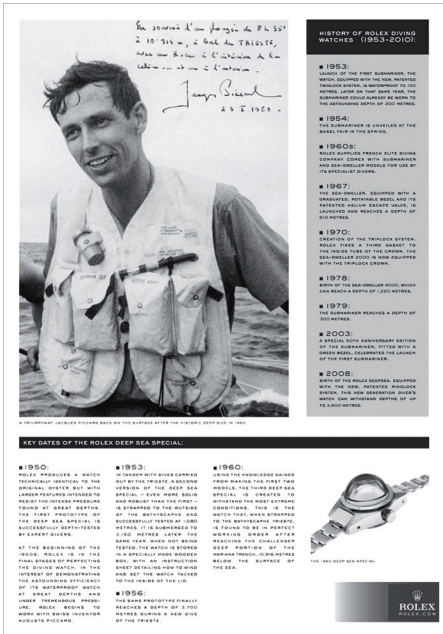 En souvenir d'un plongée de 8 h 35'
à 10.916 m, à bord du TRIESTE,
avec un Rolex à l'intérieur de la
cabine
Jacques Piccard
1960
HISTORY OF ROLEX DIVING
WATCHES (1953-2010):
■ 1953:
LAUNCH OF THE FIRST SUBMARINER. THE
WATCH, EQUIPPED WITH THE NEW, PATENTED
TWINLOCK SYSTEM, IS WATERPROOF TO 100
METRES. LATER ON THAT SAME YEAR, THE
SUBMARINER COULD ALREADY BE WORN TO
THE ASTOUNDING DEPTH OF 200 METRES.
■ 1954:
THE SUBMARINER IS UNVEILED AT THE
BASEL FAIR IN THE SPRING.
■ 1960s:
ROLEX SUPPLIES FRENCH ELITE DIVING
COMPANY COMEX WITH SUBMARINER
AND SEA-DWELLER MODELS FOR USE BY
ITS SPECIALIST DIVERS.
■ 1967:
THE SEA-DWELLER, EQUIPPED WITH A
GRADUATED, ROTATABLE BEZEL AND ITS
PATENTED HELIUM ESCAPE VALVE, IS
LAUNCHED AND REACHES A DEPTH OF
610 METRES.
■ 1970:
CREATION OF THE TRIPLOCK SYSTEM.
ROLEX FIXES A THIRD GASKET TO
THE INSIDE TUBE OF THE CROWN. THE
SEA-DWELLER 2000 IS NOW EQUIPPED
WITH THE TRIPLOCK CROWN.
■ 1978:
BIRTH OF THE SEA-DWELLER 4000, WHICH
CAN REACH A DEPTH OF 1,220 METRES.
■ 1979:
THE SUBMARINER REACHES A DEPTH OF
300 METRES.
■ 2003:
A SPECIAL 50TH ANNIVERSARY EDITION
OF THE SUBMARINER, FITTED WITH A
GREEN BEZEL, CELEBRATES THE LAUNCH
OF THE FIRST SUBMARINER.
■ 2008:
BIRTH OF THE ROLEX DEEPSEA. EQUIPPED
WITH THE NEW, PATENTED RINGLOCK
SYSTEM, THIS NEW GENERATION DIVER'S
WATCH CAN WITHSTAND DEPTHS OF UP
TO 3,900 METRES.
A TRIUMPHANT JACQUES PICCARD BACK ON THE SURFACE AFTER THE HISTORIC DEEP DIVE IN 1960.
KEY DATES OF THE ROLEX DEEP SEA SPECIAL:
■ 1950:
ROLEX PRODUCES A WATCH
TECHNICALLY IDENTICAL TO THE
ORIGINAL OYSTER BUT WITH
LARGER FEATURES INTENDED TO
RESIST THE INTENSE PRESSURE
FOUND AT GREAT DEPTHS.
THE FIRST PROTOTYPE OF
THE DEEP SEA SPECIAL IS
SUCCESSFULLY DEPTH-TESTED
BY EXPERT DIVERS.
AT THE BEGINNING OF THE
1950S, ROLEX IS IN THE
FINAL STAGES OF PERFECTING
THE DIVING WATCH. IN THE
INTEREST OF DEMONSTRATING
THE ASTOUNDING EFFICIENCY
OF ITS WATERPROOF WATCH
AT GREAT DEPTHS AND
UNDER TREMENDOUS PRESS-
URE, ROLEX BEGINS TO
WORK WITH SWISS INVENTOR
AUGUSTE PICCARD.
■ 1953:
IN TANDEM WITH DIVES CARRIED
OUT BY THE TRIESTE, A SECOND
VERSION OF THE DEEP SEA
SPECIAL – EVEN MORE SOLID
AND ROBUST THAN THE FIRST –
IS STRAPPED TO THE OUTSIDE
OF THE BATHYSCAPHE AND
SUCCESSFULLY TESTED AT 1,080
METRES. IT IS SUBMERGED TO
3,150 METRES LATER THE
SAME YEAR. WHEN NOT BEING
TESTED, THE WATCH IS STORED
IN A SPECIALLY MADE WOODEN
BOX, WITH AN INSTRUCTION
SHEET DETAILING HOW TO WIND
AND SET THE WATCH TACKED
TO THE INSIDE OF THE LID.
■ 1956:
THE SAME PROTOTYPE FINALLY
REACHES A DEPTH OF 3,700
METRES DURING A NEW DIVE
OF THE TRIESTE.
■ 1960:
USING THE KNOWLEDGE GAINED
FROM MAKING THE FIRST TWO
MODELS, THE THIRD DEEP SEA
SPECIAL IS CREATED TO
WITHSTAND THE MOST EXTREME
CONDITIONS. THIS IS THE
WATCH THAT, WHEN STRAPPED
TO THE BATHYSCAPHE TRIESTE,
IS FOUND TO BE IN PERFECT
WORKING ORDER AFTER
REACHING THE CHALLENGER
DEEP PORTION OF THE
MARIANA TRENCH, 10,916 METRES
BELOW THE SURFACE OF
THE SEA.
THE 1960 DEEP SEA SPECIAL
ROLEX
ROLEX.COM